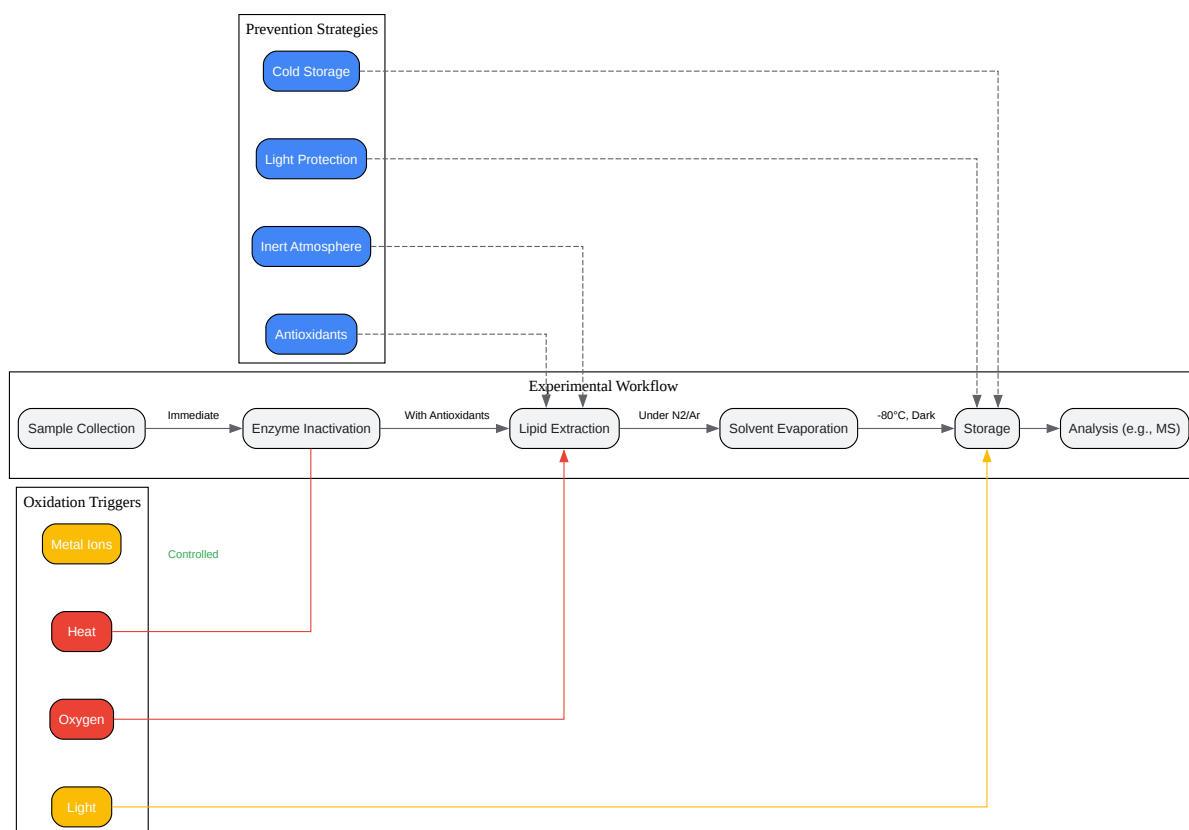 Prevention Strategies
Cold Storage
Light Protection
Inert Atmosphere
Antioxidants
Experimental Workflow
Sample Collection
Immediate
Enzyme Inactivation
With Antioxidants
Lipid Extraction
Under N2/Ar
Solvent Evaporation
-80°C, Dark
Storage
Analysis (e.g., MS)
Oxidation Triggers
Metal Ions
Controlled
Heat
Oxygen
Light